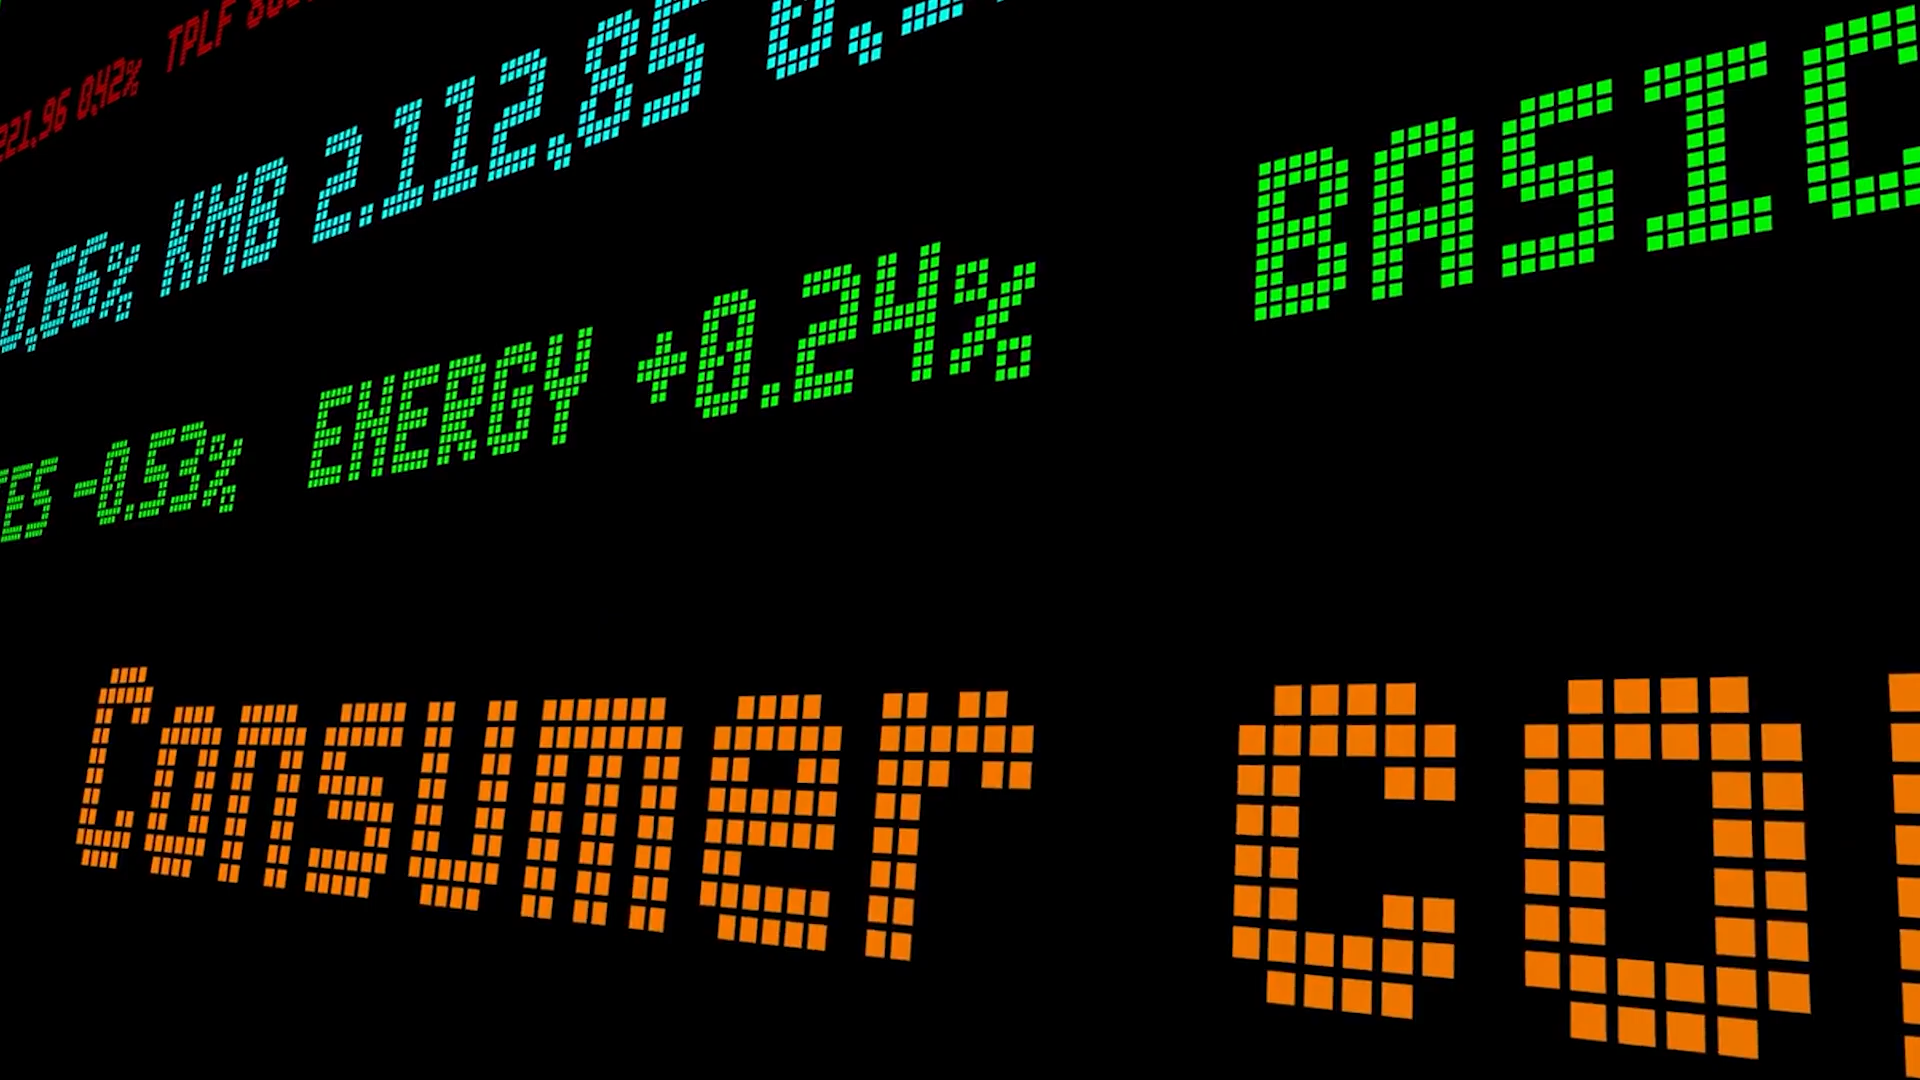 221,96 0,42% TPLF
0,66% KMB 2.112,85 0,
-0.53% ENERGY +0.24% BASIC
Consumer co